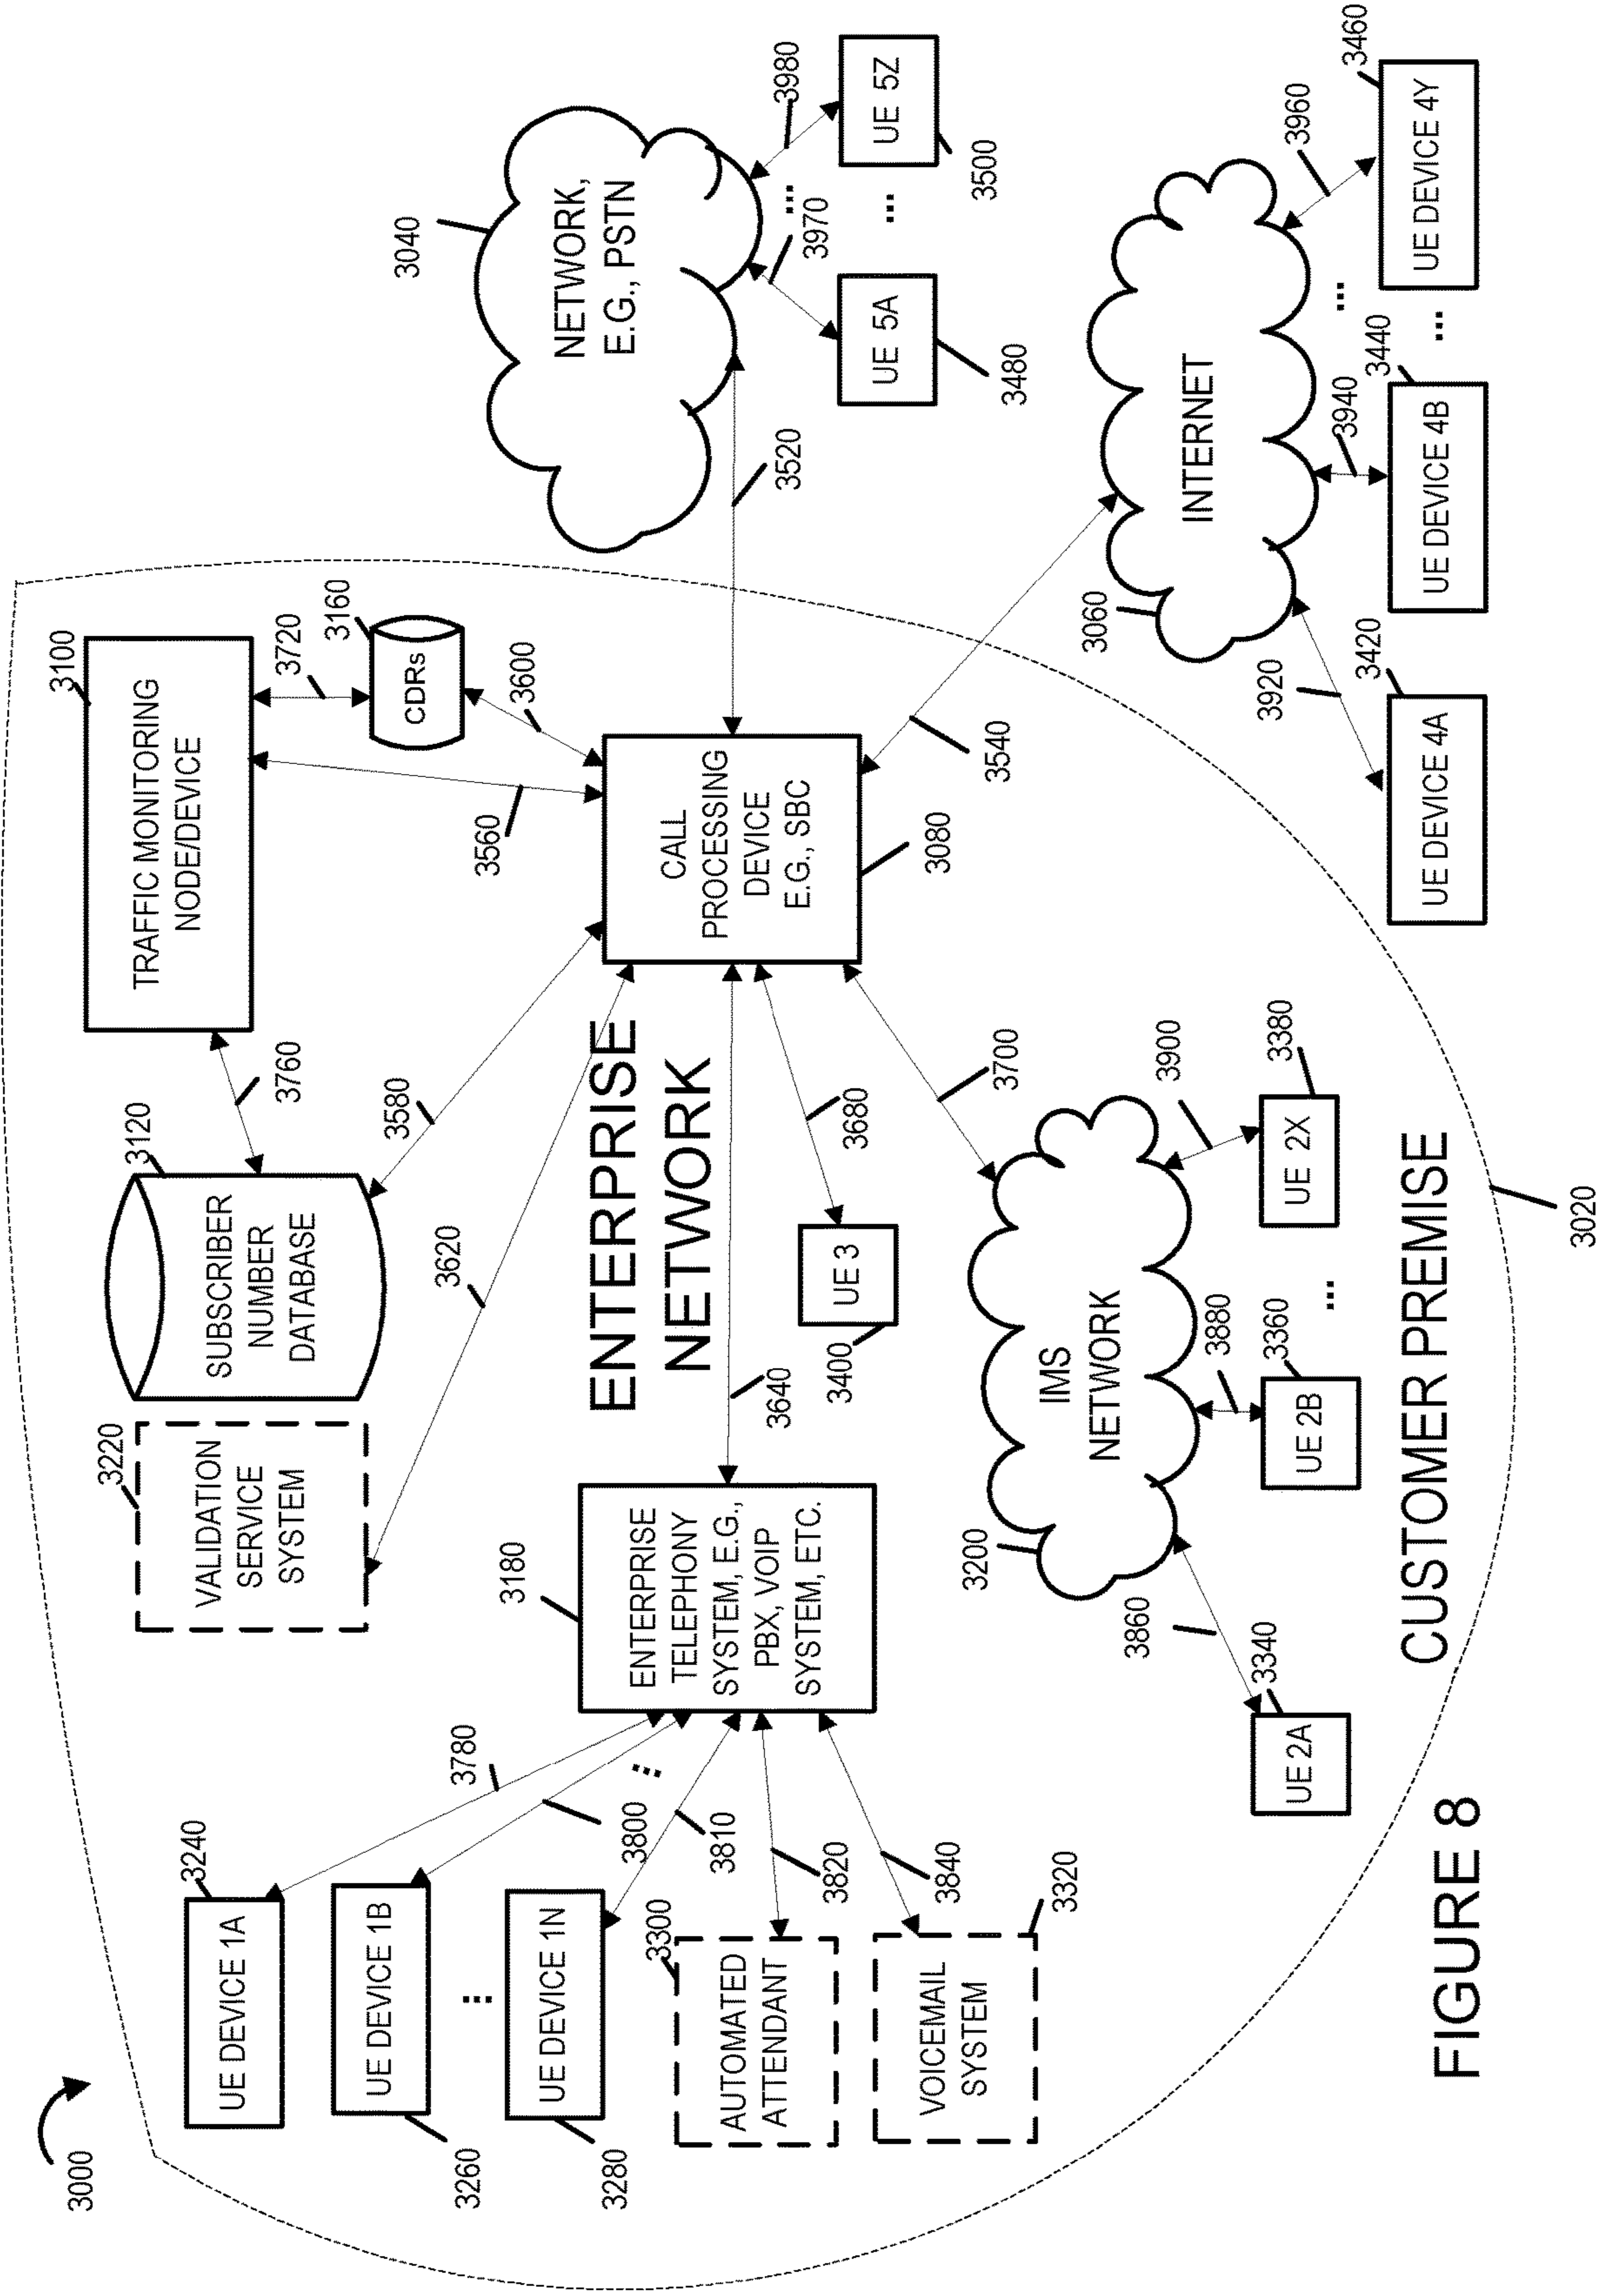 3000
3240
UE DEVICE 1A
3260
UE DEVICE 1B
...
3280
UE DEVICE 1N
3300
AUTOMATED
ATTENDANT
3320
VOICEMAIL
SYSTEM
3780
3800
...
3810
3820
3840
3220
VALIDATION
SERVICE
SYSTEM
3120
SUBSCRIBER
NUMBER
DATABASE
3760
3100
TRAFFIC MONITORING
NODE/DEVICE
3720
3160
CDRs
3600
3560
3580
3620
3180
ENTERPRISE
TELEPHONY
SYSTEM, E.G.,
PBX, VOIP
SYSTEM, ETC.
ENTERPRISE
NETWORK
3640
3400
UE 3
3680
CALL
PROCESSING
DEVICE
E.G., SBC
3080
3520
3540
3700
3040
NETWORK,
E.G., PSTN
3970
...
3980
UE 5A
3480
...
UE 5Z
3500
3200
IMS
NETWORK
3860
3340
UE 2A
3880
3360
UE 2B
...
3900
3380
UE 2X
3060
INTERNET
3920
3420
UE DEVICE 4A
3940
3440
UE DEVICE 4B
...
...
3960
3460
UE DEVICE 4Y
CUSTOMER PREMISE
3020
FIGURE 8